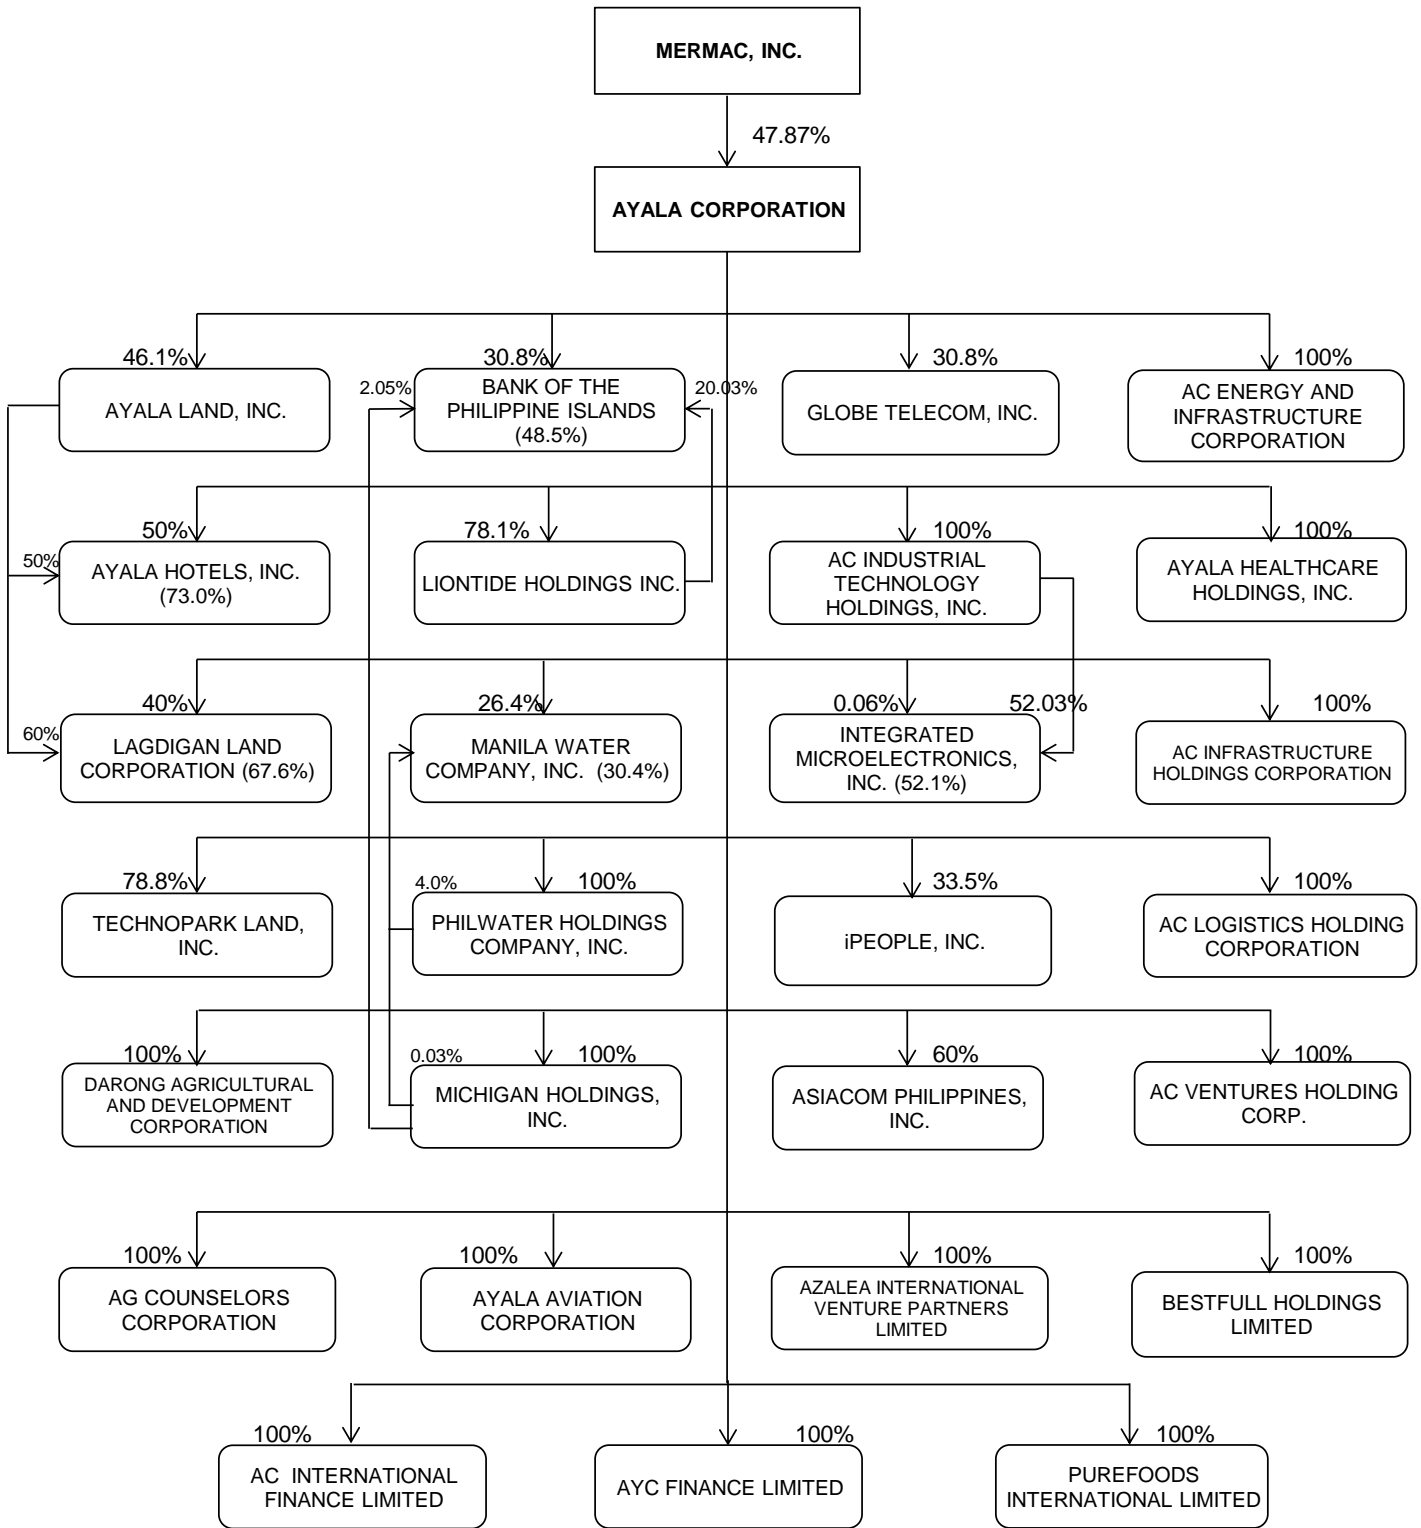 MERMAC, INC.
47.87%
AYALA CORPORATION
46.1%
30.8%
30.8%
100%
2.05%
20.03%
AYALA LAND, INC.
BANK OF THE
PHILIPPINE ISLANDS
(48.5%)
GLOBE TELECOM, INC.
AC ENERGY AND
INFRASTRUCTURE
CORPORATION
50%
78.1%
100%
100%
50%
AYALA HOTELS, INC.
(73.0%)
LIONTIDE HOLDINGS INC.
AC INDUSTRIAL
TECHNOLOGY
HOLDINGS, INC.
AYALA HEALTHCARE
HOLDINGS, INC.
40%
26.4%
0.06%
52.03%
100%
60%
LAGDIGAN LAND
CORPORATION (67.6%)
MANILA WATER
COMPANY, INC. (30.4%)
INTEGRATED
MICROELECTRONICS,
INC. (52.1%)
AC INFRASTRUCTURE
HOLDINGS CORPORATION
78.8%
4.0%
100%
33.5%
100%
TECHNOPARK LAND,
INC.
PHILWATER HOLDINGS
COMPANY, INC.
iPEOPLE, INC.
AC LOGISTICS HOLDING
CORPORATION
100%
0.03%
100%
60%
100%
DARONG AGRICULTURAL
AND DEVELOPMENT
CORPORATION
MICHIGAN HOLDINGS,
INC.
ASIACOM PHILIPPINES,
INC.
AC VENTURES HOLDING
CORP.
100%
100%
100%
100%
AG COUNSELORS
CORPORATION
AYALA AVIATION
CORPORATION
AZALEA INTERNATIONAL
VENTURE PARTNERS
LIMITED
BESTFULL HOLDINGS
LIMITED
100%
100%
100%
AC INTERNATIONAL
FINANCE LIMITED
AYC FINANCE LIMITED
PUREFOODS
INTERNATIONAL LIMITED